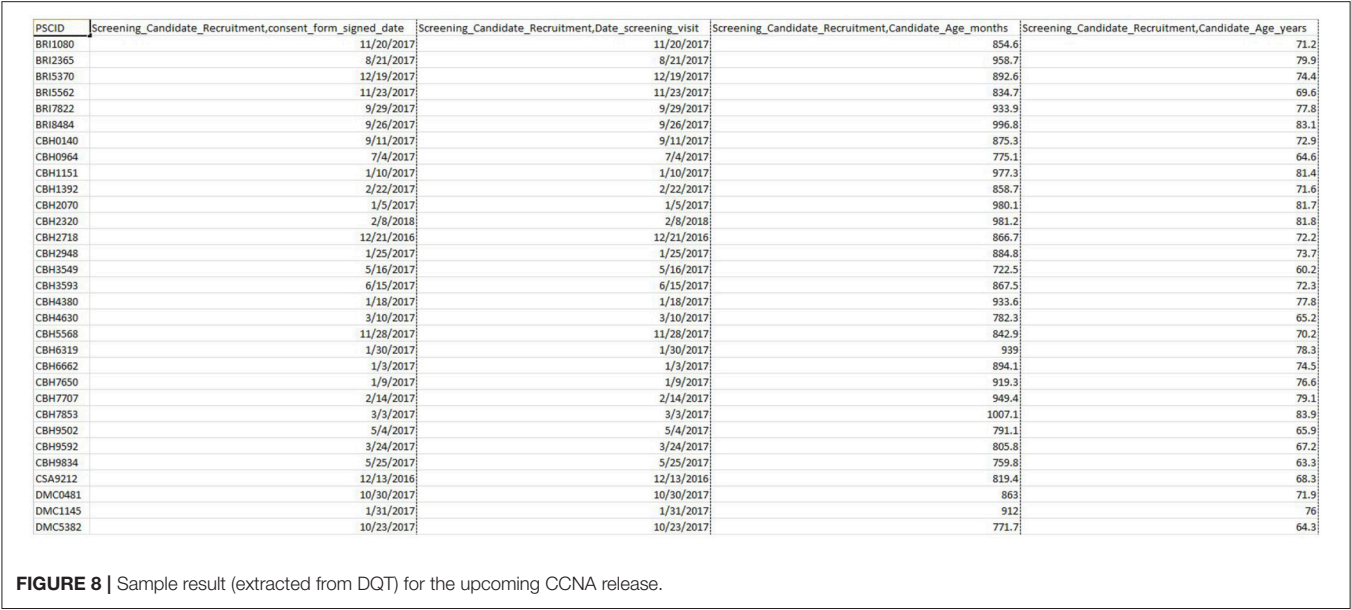 PSCID Screening_Candidate_Recruitment,consent_form_signed_date Screening_Candidate_Recruitment,Date_screening_visit Screening_Candidate_Recruitment,Candidate_Age_months Screening_Candidate_Recruitment,Candidate_Age_years
BRI1080 11/20/2017 11/20/2017 854.6 71.2
BRI2365 8/21/2017 8/21/2017 958.7 79.9
BRI5370 12/19/2017 12/19/2017 892.6 74.4
BRI5562 11/23/2017 11/23/2017 834.7 69.6
BRI7822 9/29/2017 9/29/2017 933.9 77.8
BRI8484 9/26/2017 9/26/2017 996.8 83.1
CBH0140 9/11/2017 9/11/2017 875.3 72.9
CBH0964 7/4/2017 7/4/2017 775.1 64.6
CBH1151 1/10/2017 1/10/2017 977.3 81.4
CBH1392 2/22/2017 2/22/2017 858.7 71.6
CBH2070 1/5/2017 1/5/2017 980.1 81.7
CBH2320 2/8/2018 2/8/2018 981.2 81.8
CBH2718 12/21/2016 12/21/2016 866.7 72.2
CBH2948 1/25/2017 1/25/2017 884.8 73.7
CBH3549 5/16/2017 5/16/2017 722.5 60.2
CBH3593 6/15/2017 6/15/2017 867.5 72.3
CBH4380 1/18/2017 1/18/2017 933.6 77.8
CBH4630 3/10/2017 3/10/2017 782.3 65.2
CBH5568 11/28/2017 11/28/2017 842.9 70.2
CBH6319 1/30/2017 1/30/2017 939 78.3
CBH6662 1/3/2017 1/3/2017 894.1 74.5
CBH7650 1/9/2017 1/9/2017 919.3 76.6
CBH7707 2/14/2017 2/14/2017 949.4 79.1
CBH7853 3/3/2017 3/3/2017 1007.1 83.9
CBH9502 5/4/2017 5/4/2017 791.1 65.9
CBH9592 3/24/2017 3/24/2017 805.8 67.2
CBH9834 5/25/2017 5/25/2017 759.8 63.3
CSA9212 12/13/2016 12/13/2016 819.4 68.3
DMC0481 10/30/2017 10/30/2017 863 71.9
DMC1145 1/31/2017 1/31/2017 912 76
DMC5382 10/23/2017 10/23/2017 771.7 64.3
FIGURE 8 | Sample result (extracted from DQT) for the upcoming CCNA release.